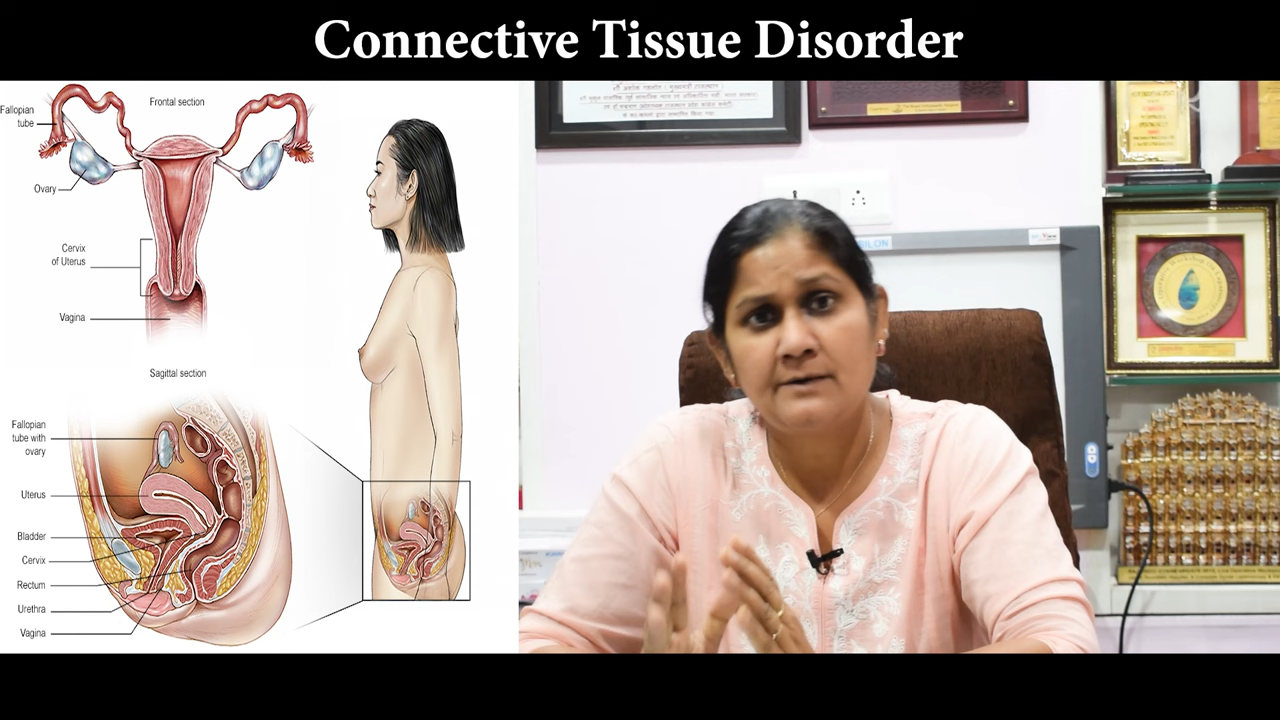 Connective Tissue Disorder
Frontal section
Fallopian
tube
Ovary
Cervix
of Uterus
Vagina
Sagittal section
Fallopian
tube with
ovary
Uterus
Bladder
Cervix
Rectum
Urethra
Vagina